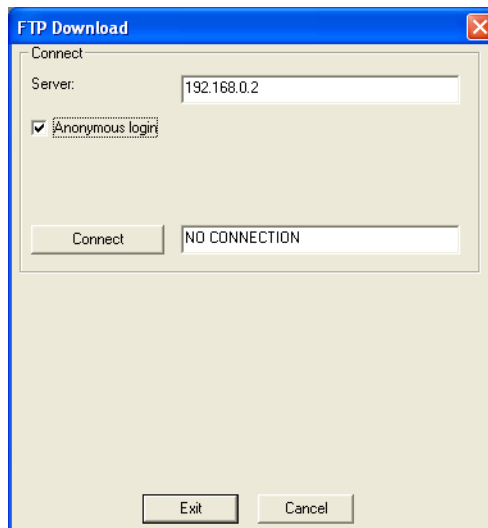 FTP Download
Connect
Server: 192.168.0.2
Anonymous login
Connect NO CONNECTION
Exit Cancel